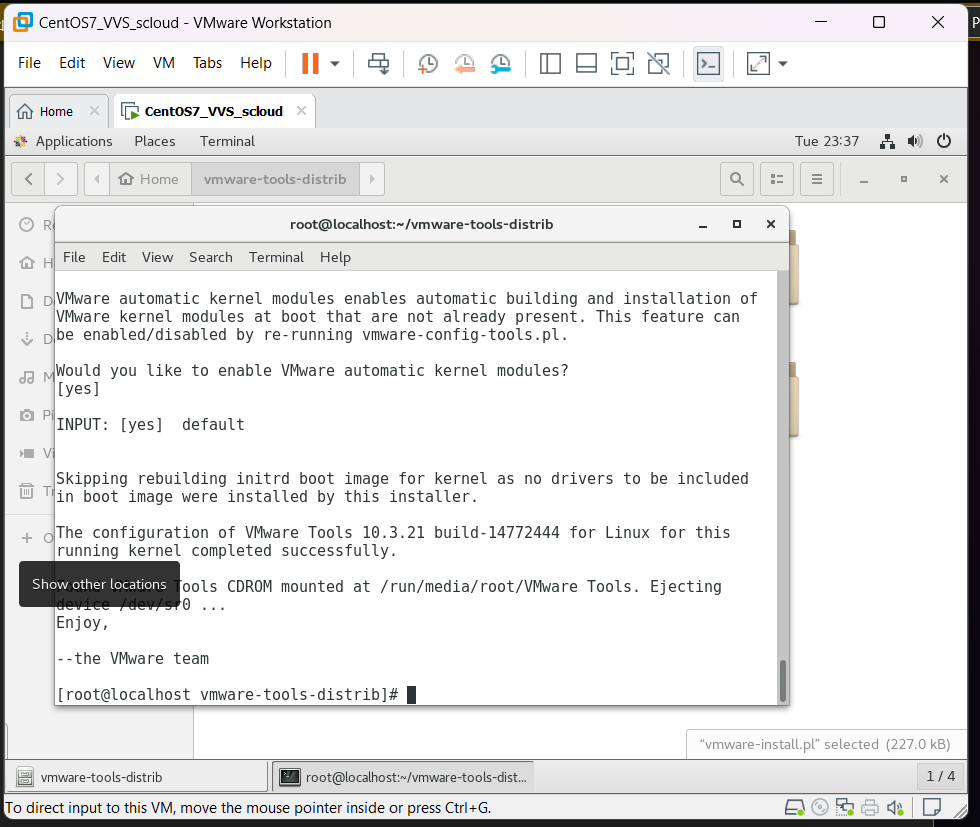 CentOS7_VVS_scloud - VMware Workstation
File Edit View VM Tabs Help
Home CentOS7_VVS_scloud
Applications Places Terminal Tue 23:37
Home vmware-tools-distrib
root@localhost:~/vmware-tools-distrib
File Edit View Search Terminal Help
VMware automatic kernel modules enables automatic building and installation of
VMware kernel modules at boot that are not already present. This feature can
be enabled/disabled by re-running vmware-config-tools.pl.
Would you like to enable VMware automatic kernel modules?
[yes]
INPUT: [yes]  default
Skipping rebuilding initrd boot image for kernel as no drivers to be included
in boot image were installed by this installer.
The configuration of VMware Tools 10.3.21 build-14772444 for Linux for this
running kernel completed successfully.
Show other locations
Tools CDROM mounted at /run/media/root/VMware Tools. Ejecting
device /dev/sr0 ...
Enjoy,
--the VMware team
[root@localhost vmware-tools-distrib]#
"vmware-install.pl" selected (227.0 kB)
vmware-tools-distrib root@localhost:~/vmware-tools-dist... 1 / 4
To direct input to this VM, move the mouse pointer inside or press Ctrl+G.